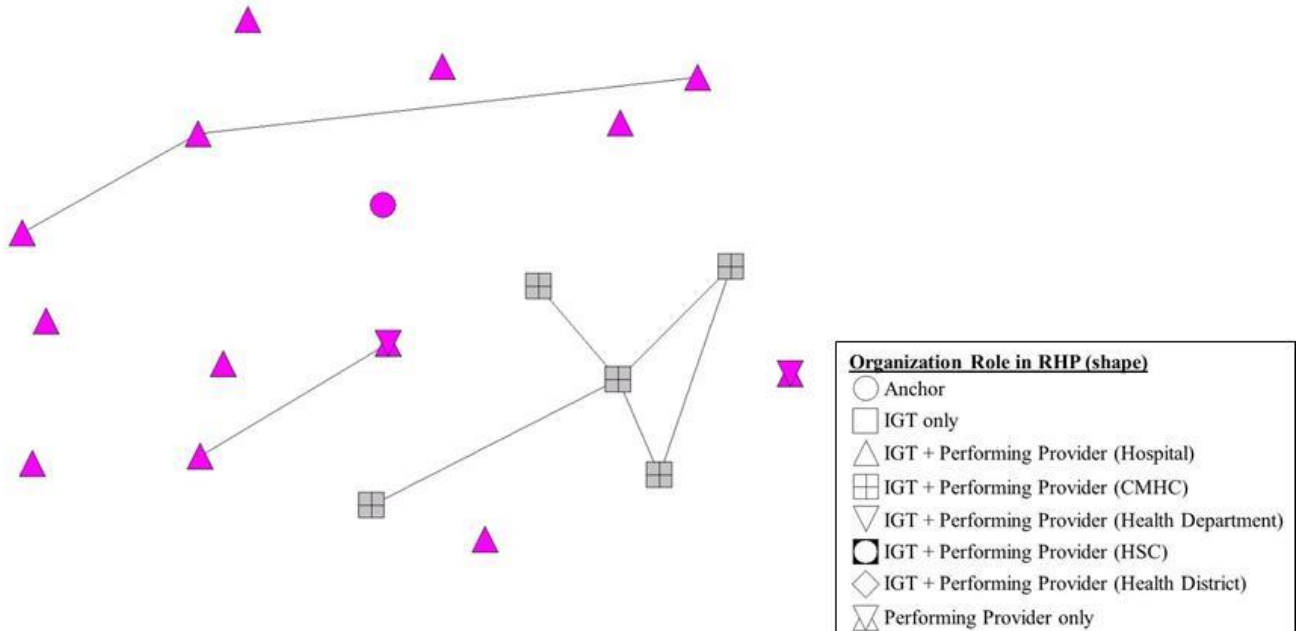 Organization Role in RHP (shape)
Anchor
IGT only
IGT + Performing Provider (Hospital)
IGT + Performing Provider (CMHC)
IGT + Performing Provider (Health Department)
IGT + Performing Provider (HSC)
IGT + Performing Provider (Health District)
Performing Provider only